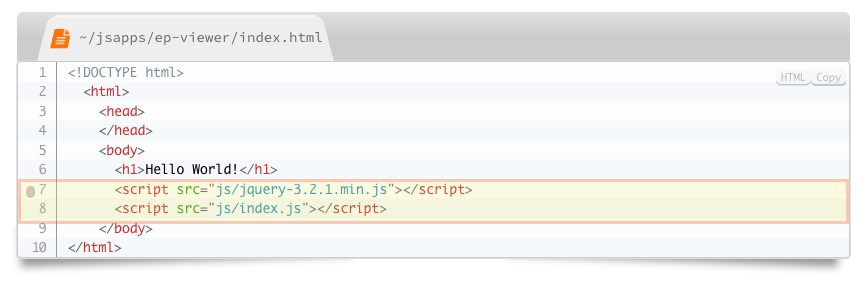 ~/jsapps/ep-viewer/index.html
HTML Copy
1 <!DOCTYPE html>
2 <html>
3 <head>
4 </head>
5 <body>
6 <h1>Hello World!</h1>
7 <script src="js/jquery-3.2.1.min.js"></script>
8 <script src="js/index.js"></script>
9 </body>
10 </html>